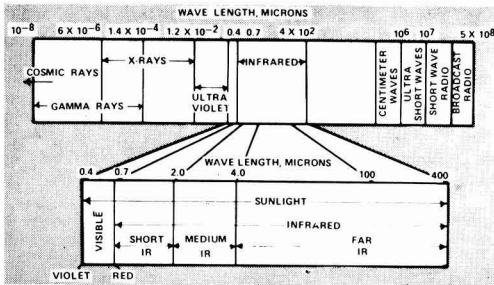 WAVE LENGTH, MICRONS
10⁻⁸ 6 X 10⁻⁶ 1.4 X 10⁻⁴ 1.2 X 10⁻² 0.4 0.7 4 X 10² 10⁶ 10⁷ 5 X 10⁸
X-RAYS
INFRARED
COSMIC RAYS
GAMMA RAYS
ULTRA
VIOLET
CENTIMETER
WAVES
ULTRA
SHORT WAVES
SHORT WAVE
RADIO
BROADCAST
RADIO
WAVE LENGTH, MICRONS
0.4 0.7 2.0 4.0 100 400
SUNLIGHT
VISIBLE
INFRARED
SHORT
IR
MEDIUM
IR
FAR
IR
VIOLET RED